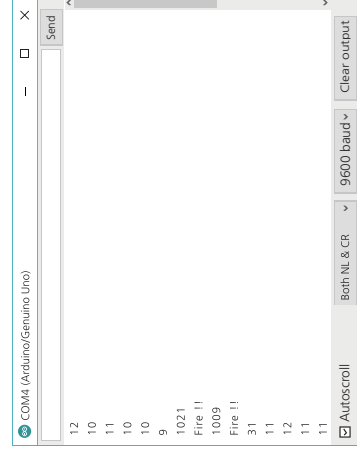 COM4 (Arduino/Genuino Uno)
Send
12
10
11
10
10
9
1021
Fire !!
1009
Fire !!
31
11
12
11
11
Autoscroll
Both NL & CR
9600 baud
Clear output